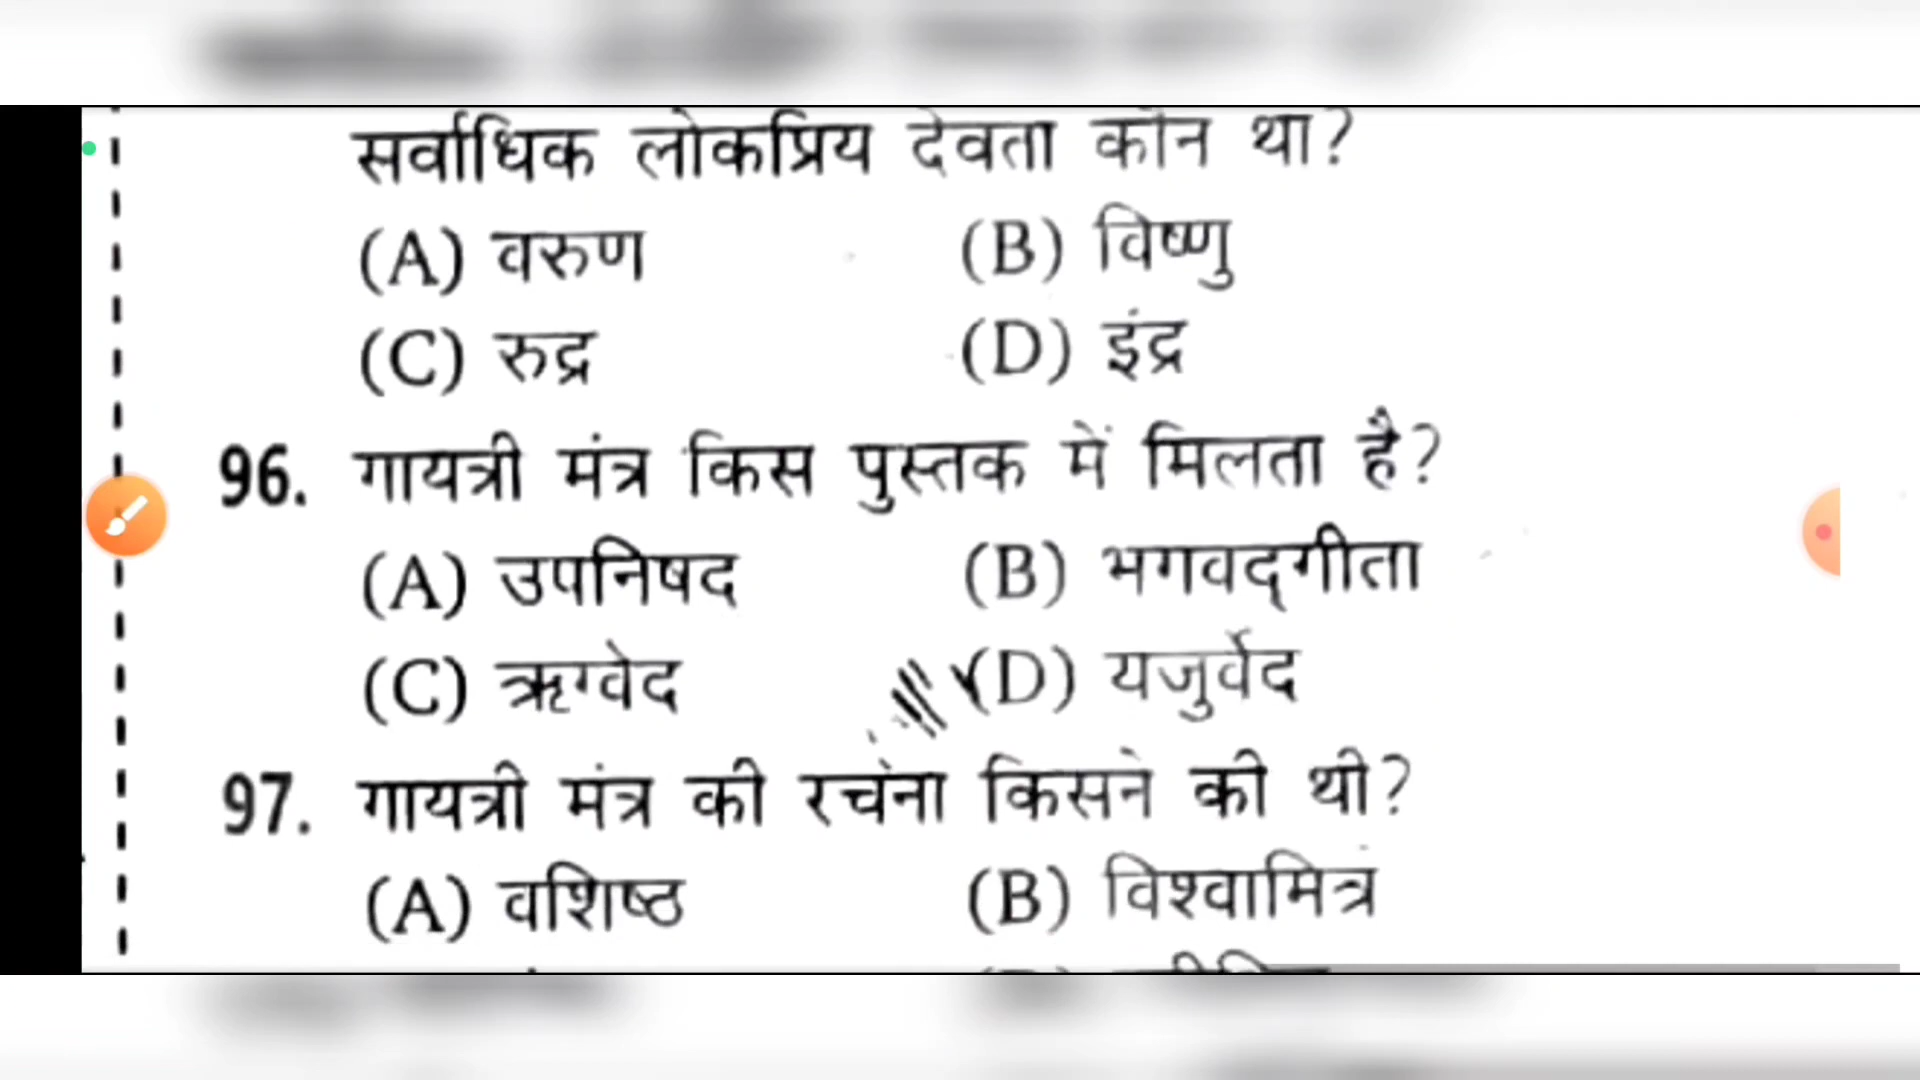 सर्वाधिक लोकप्रिय देवता कौन था?
(A) वरुण (B) विष्णु
(C) रुद्र (D) इंद्र
96. गायत्री मंत्र किस पुस्तक में मिलता है?
(A) उपनिषद (B) भगवद्‌गीता
(C) ऋग्वेद (D) यजुर्वेद
97. गायत्री मंत्र की रचना किसने की थी?
(A) वशिष्ठ (B) विश्वामित्र